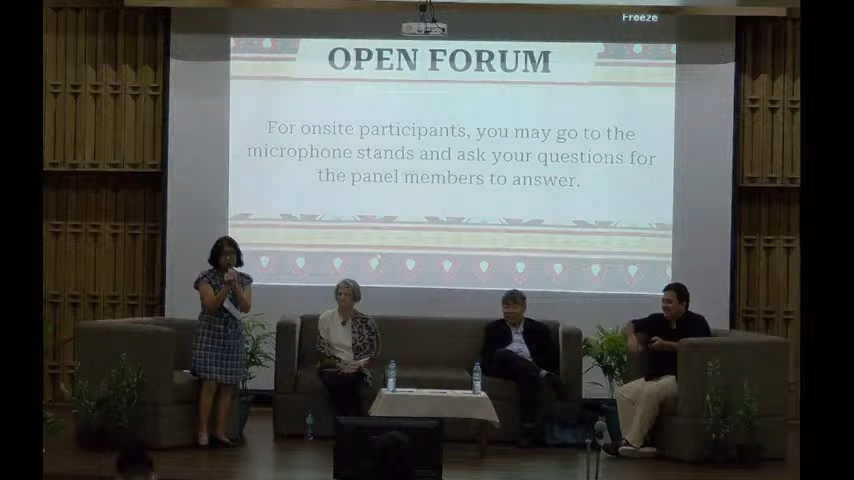 Freeze
OPEN FORUM
For onsite participants, you may go to the
microphone stands and ask your questions for
the panel members to answer.